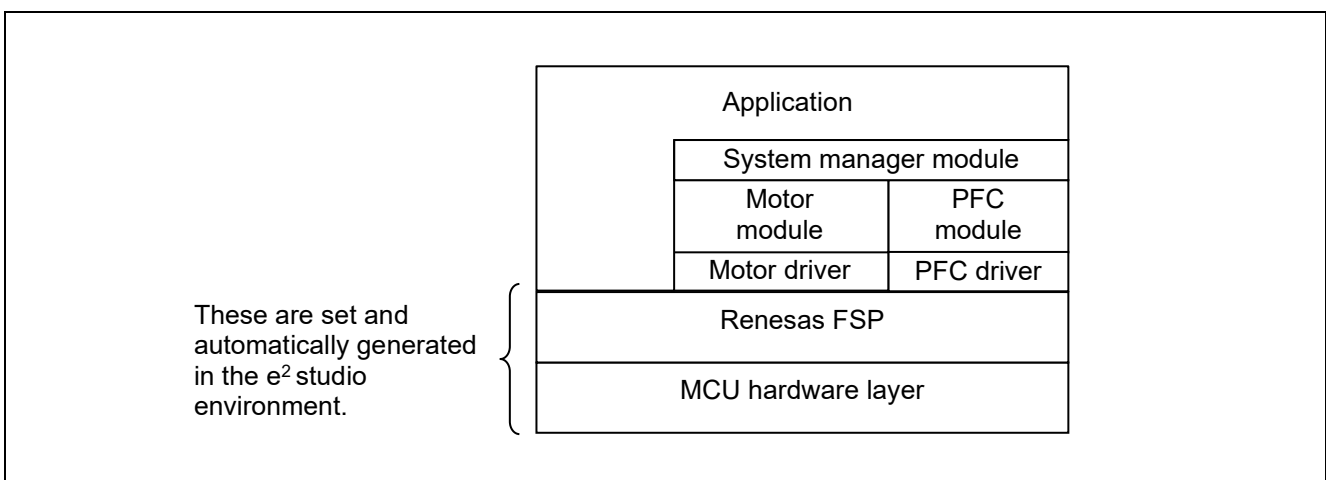 Application
System manager module
Motor
module
PFC
module
Motor driver
PFC driver
These are set and
automatically generated
in the e² studio
environment.
Renesas FSP
MCU hardware layer